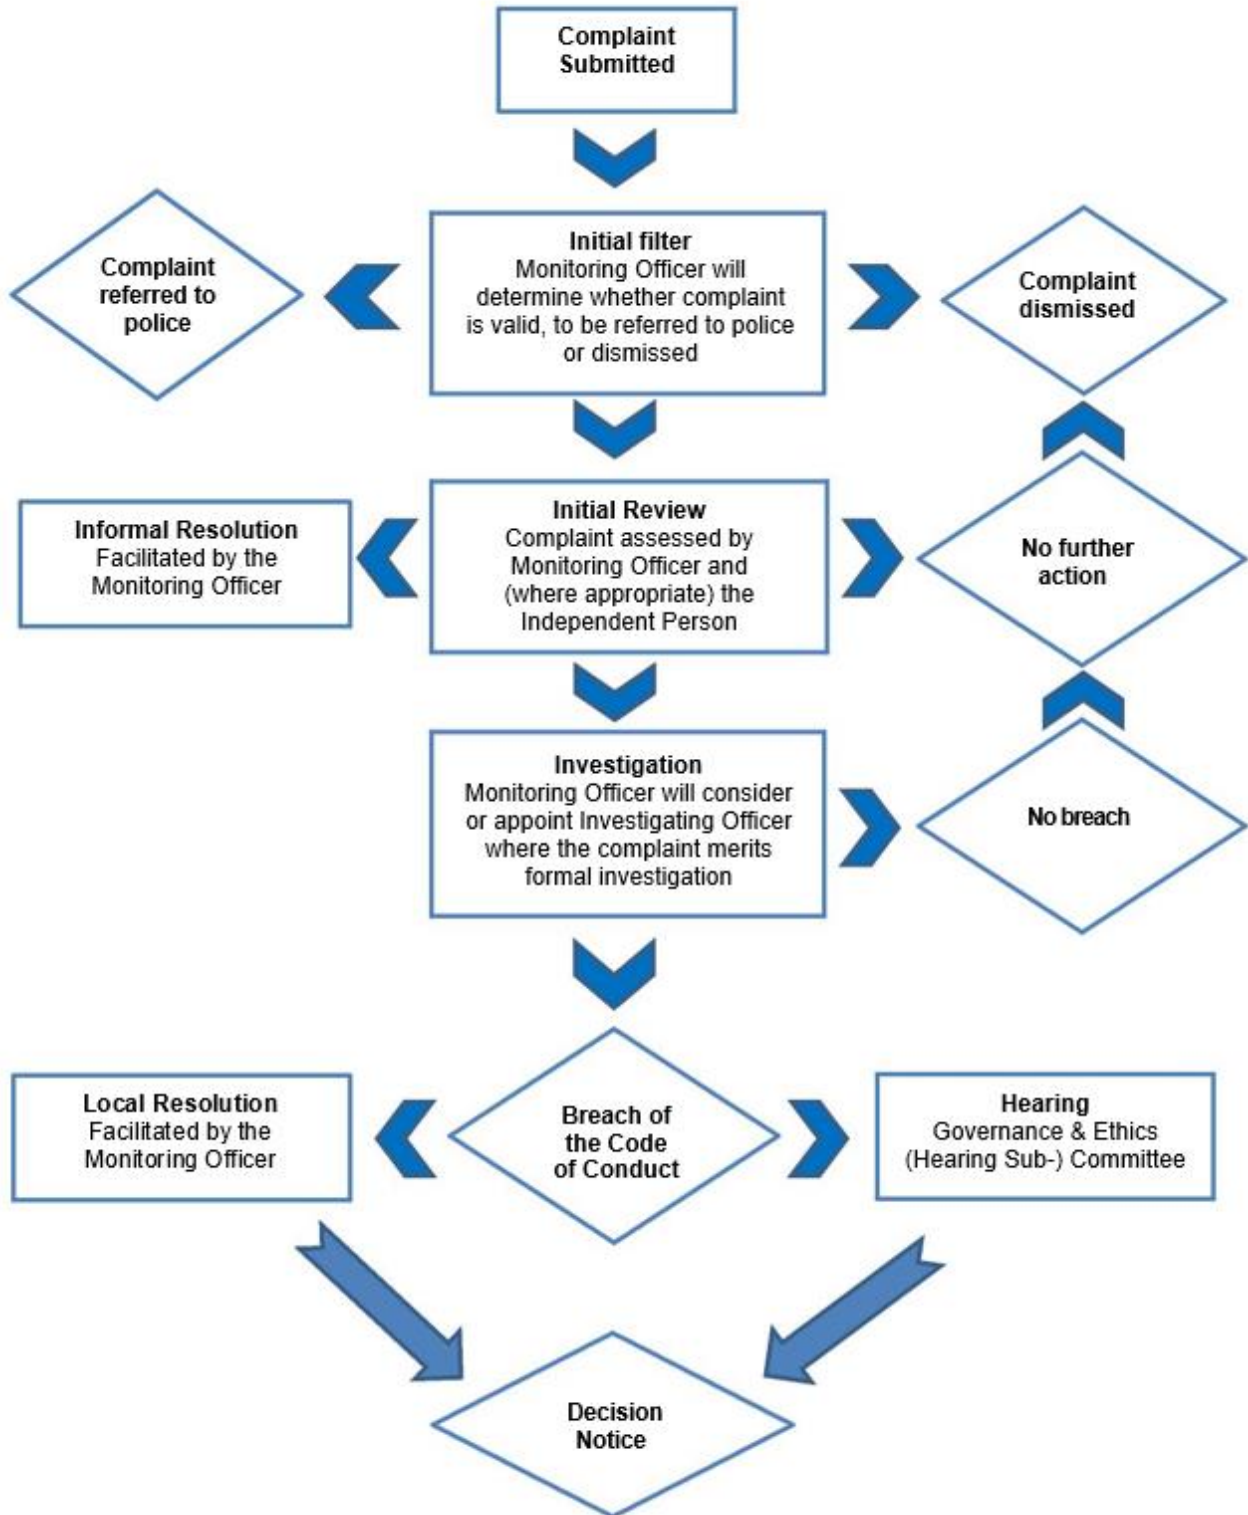 Complaint
Submitted
Complaint
referred to
police
Initial filter
Monitoring Officer will
determine whether complaint
is valid, to be referred to police
or dismissed
Complaint
dismissed
Informal Resolution
Facilitated by the
Monitoring Officer
Initial Review
Complaint assessed by
Monitoring Officer and
(where appropriate) the
Independent Person
No further
action
Investigation
Monitoring Officer will consider
or appoint Investigating Officer
where the complaint merits
formal investigation
No breach
Local Resolution
Facilitated by the
Monitoring Officer
Breach of
the Code
of Conduct
Hearing
Governance & Ethics
(Hearing Sub-) Committee
Decision
Notice